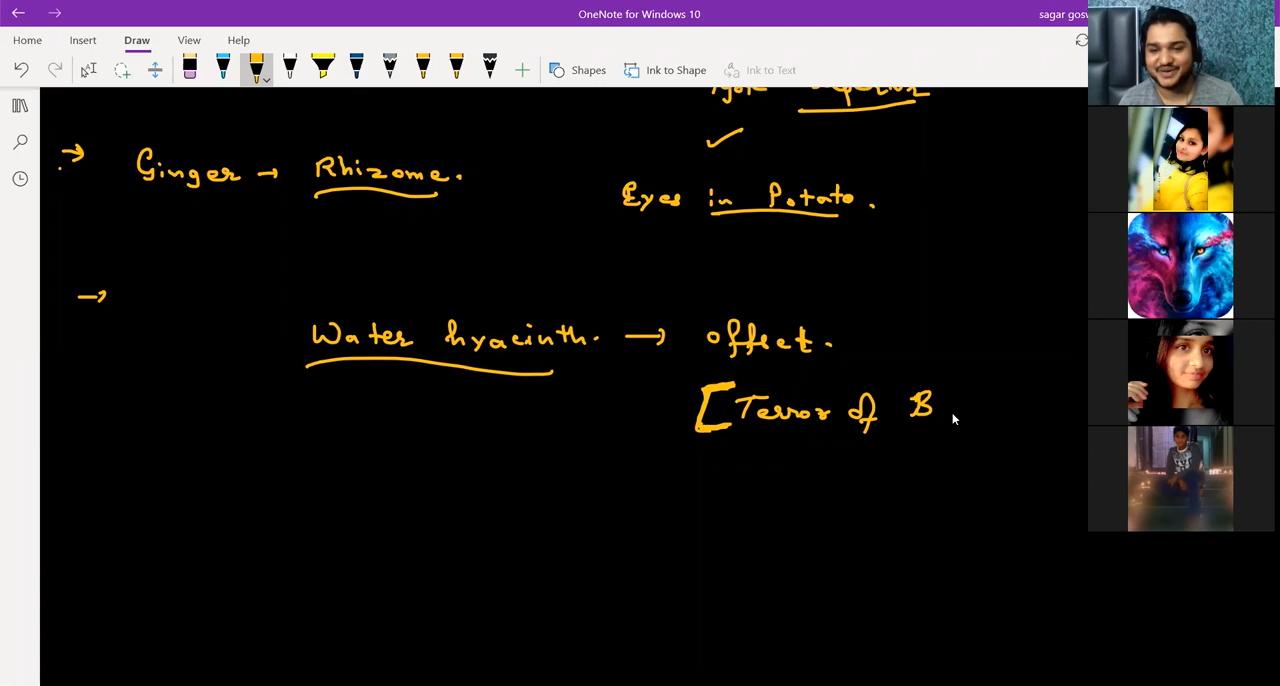 OneNote for Windows 10
sagar gosw
Home Insert Draw View Help
Shapes Ink to Shape Ink to Text
Ginger → Rhizome.
Eyes in Potato.
→
Water hyacinth. → offset.
[Terror of B